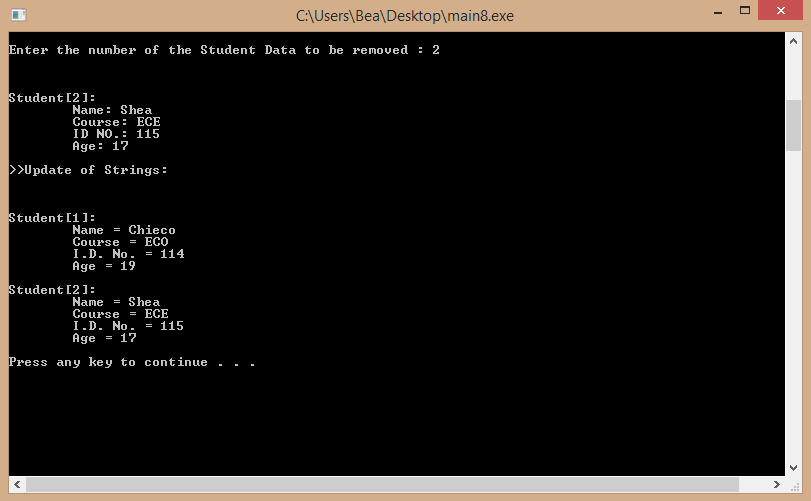 C:\Users\Bea\Desktop\main8.exe
Enter the number of the Student Data to be removed : 2
Student[2]:
Name: Shea
Course: ECE
ID NO.: 115
Age: 17
>>Update of Strings:
Student[1]:
Name = Chieco
Course = ECO
I.D. No. = 114
Age = 19
Student[2]:
Name = Shea
Course = ECE
I.D. No. = 115
Age = 17
Press any key to continue . . .